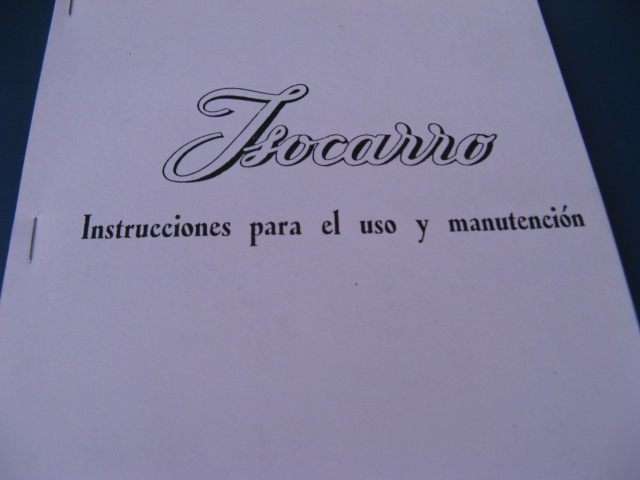 Isocarro
Instrucciones para el uso y manutención